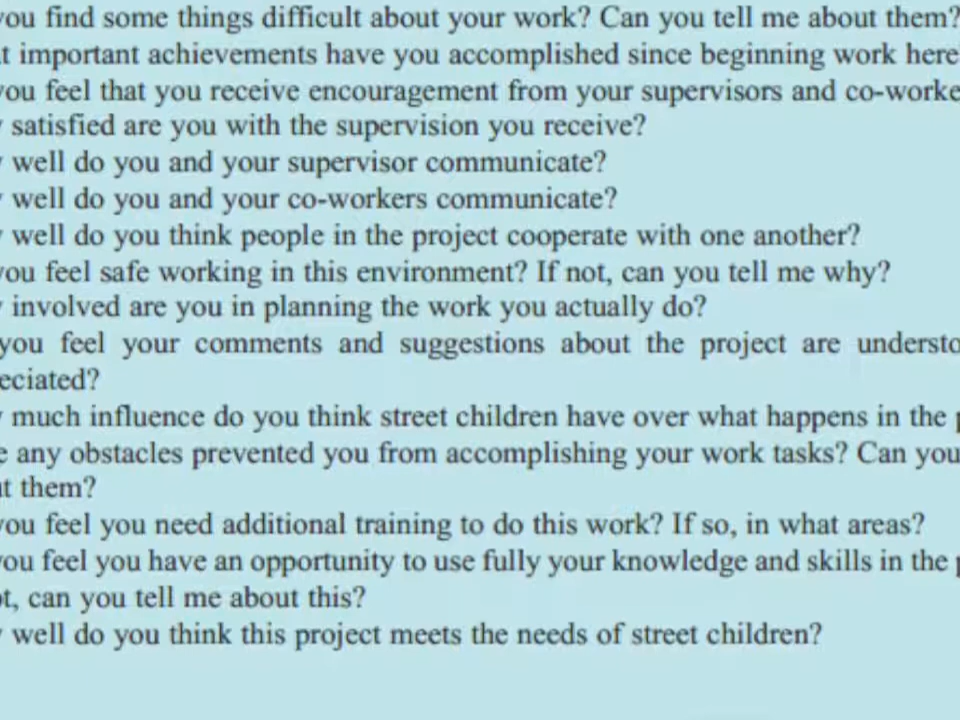 you find some things difficult about your work? Can you tell me about them?
t important achievements have you accomplished since beginning work here
you feel that you receive encouragement from your supervisors and co-worke
satisfied are you with the supervision you receive?
well do you and your supervisor communicate?
well do you and your co-workers communicate?
well do you think people in the project cooperate with one another?
you feel safe working in this environment? If not, can you tell me why?
involved are you in planning the work you actually do?
you feel your comments and suggestions about the project are understo
eciated?
much influence do you think street children have over what happens in the p
e any obstacles prevented you from accomplishing your work tasks? Can you
t them?
you feel you need additional training to do this work? If so, in what areas?
you feel you have an opportunity to use fully your knowledge and skills in the p
t, can you tell me about this?
well do you think this project meets the needs of street children?